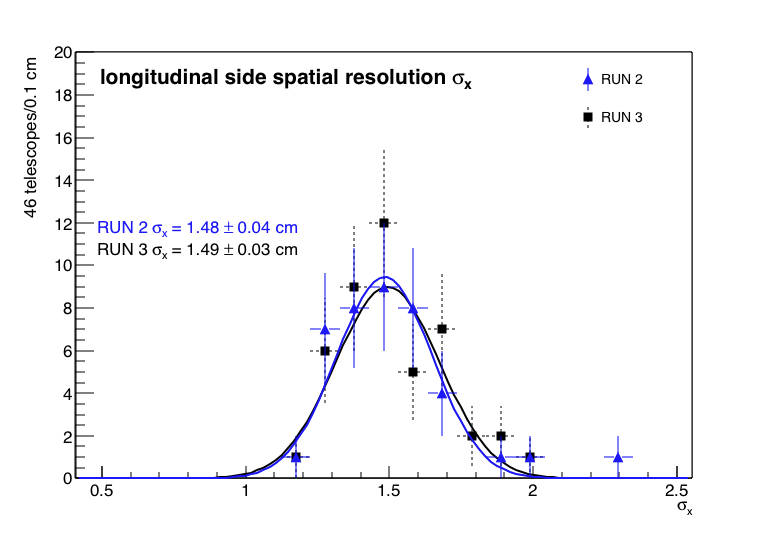 longitudinal side spatial resolution σx
RUN 2
RUN 3
RUN 2 σx = 1.48 ± 0.04 cm
RUN 3 σx = 1.49 ± 0.03 cm
46 telescopes/0.1 cm
20
18
16
14
12
10
8
6
4
2
0
0.5 1 1.5 2 2.5
σx